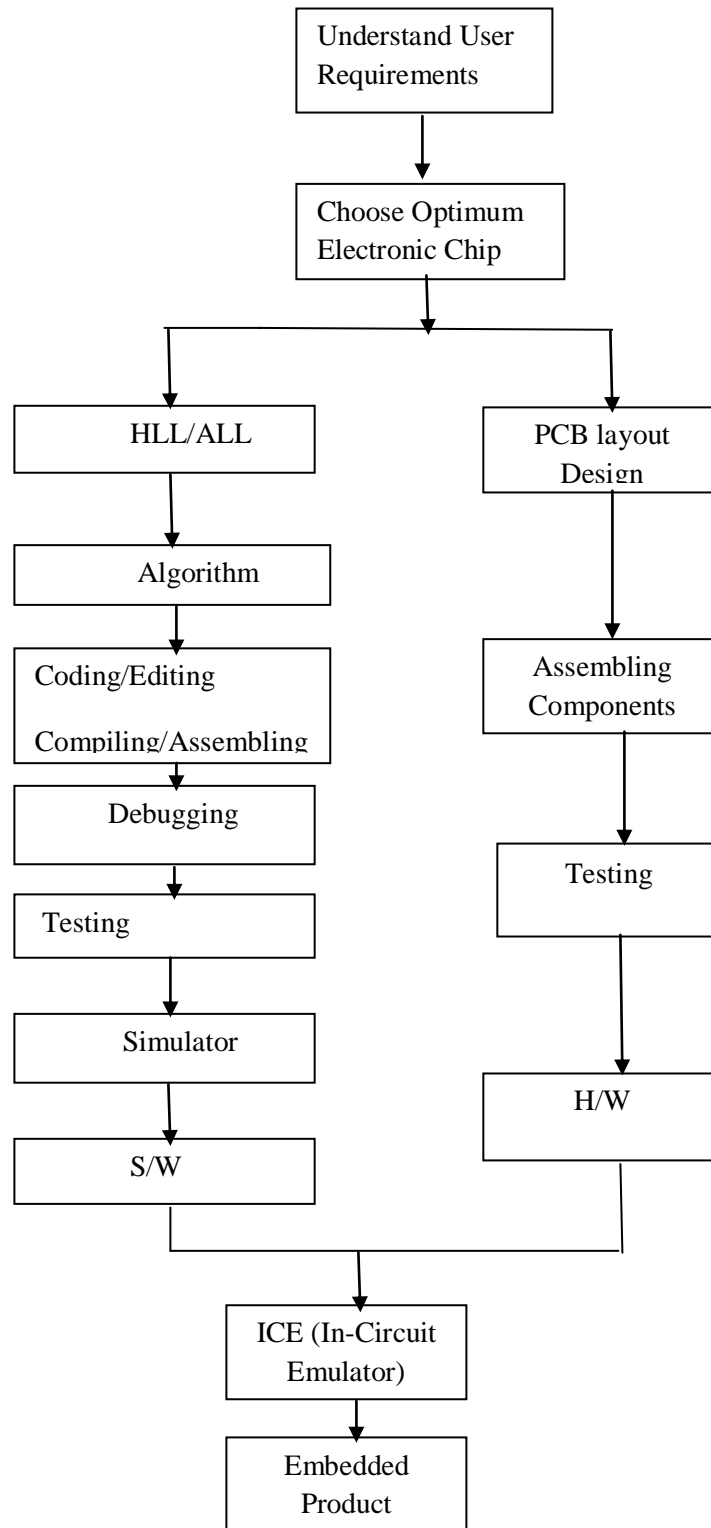 Understand User
Requirements
Choose Optimum
Electronic Chip
HLL/ALL
PCB layout
Design
Algorithm
Coding/Editing
Compiling/Assembling
Assembling
Components
Debugging
Testing
Testing
Simulator
H/W
S/W
ICE (In-Circuit
Emulator)
Embedded
Product